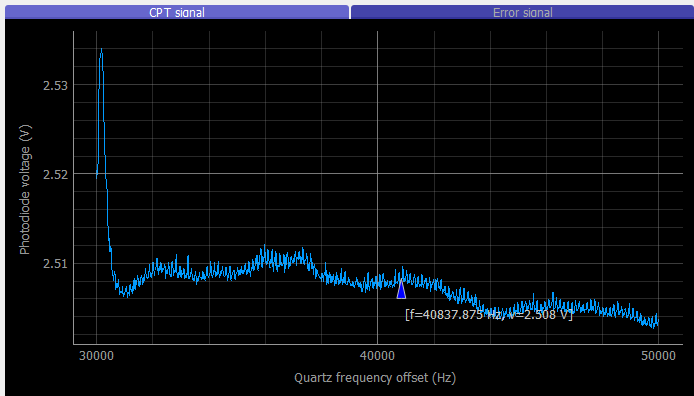 CPT signal
Error signal
2.53
2.52
2.51
Photodiode voltage (V)
[f=40837.875 Hz, v=2.508 V]
30000
40000
50000
Quartz frequency offset (Hz)